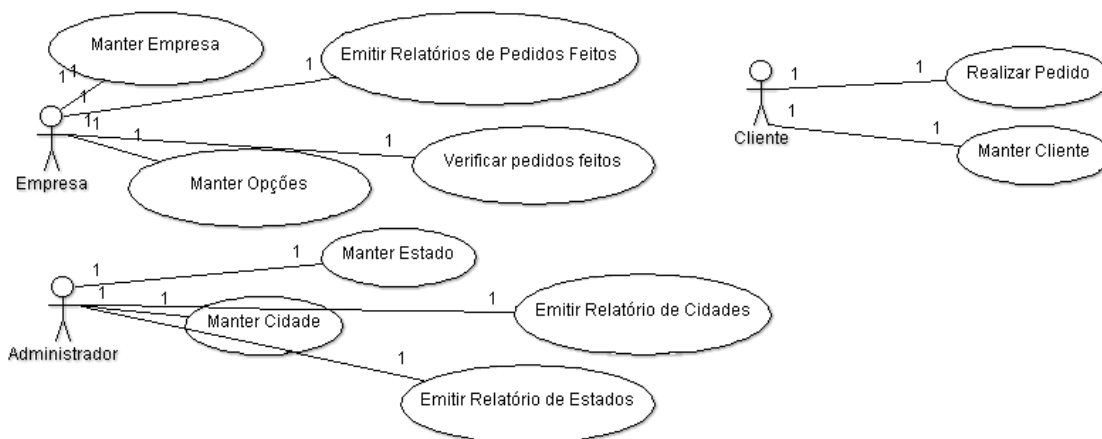 Manter Empresa
1
1
1
Emitir Relatórios de Pedidos Feitos
1
1
1
1
1
Verificar pedidos feitos
Manter Opções
Empresa
1
1
Realizar Pedido
1
1
Manter Cliente
Cliente
1
1
Manter Estado
1
1
Manter Cidade
1
Emitir Relatório de Cidades
1
Emitir Relatório de Estados
Administrador